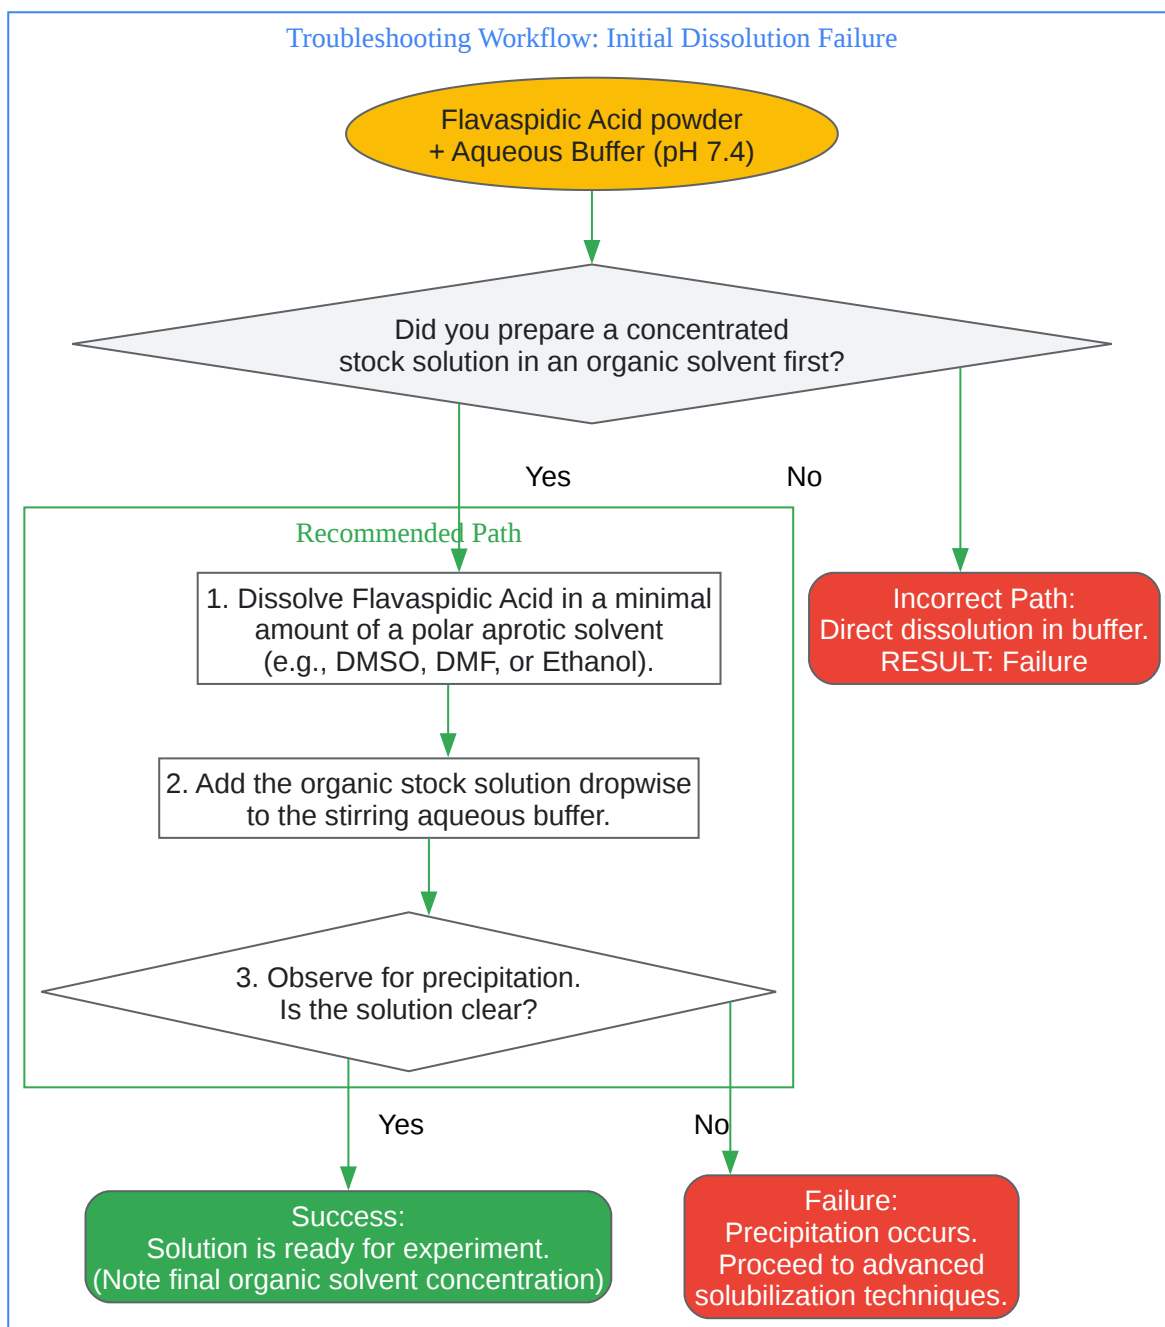 Troubleshooting Workflow: Initial Dissolution Failure
Flavaspidic Acid powder
+ Aqueous Buffer (pH 7.4)
Did you prepare a concentrated
stock solution in an organic solvent first?
Yes
No
Recommended Path
1. Dissolve Flavaspidic Acid in a minimal
amount of a polar aprotic solvent
(e.g., DMSO, DMF, or Ethanol).
Incorrect Path:
Direct dissolution in buffer.
RESULT: Failure
2. Add the organic stock solution dropwise
to the stirring aqueous buffer.
3. Observe for precipitation.
Is the solution clear?
Yes
No
Success:
Solution is ready for experiment.
(Note final organic solvent concentration)
Failure:
Precipitation occurs.
Proceed to advanced
solubilization techniques.